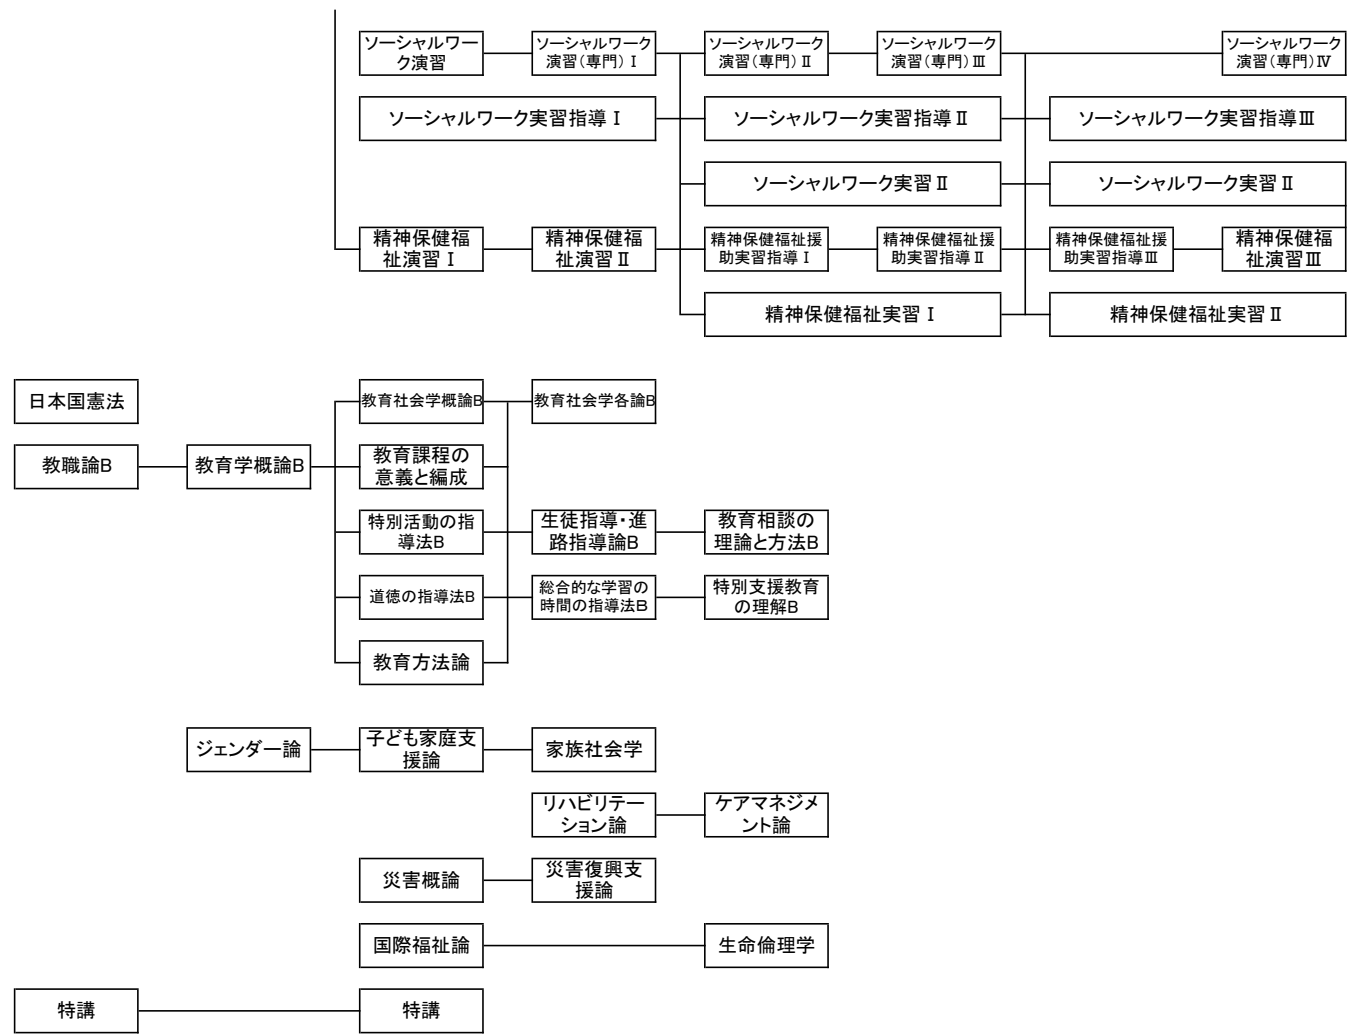 ソーシャルワー
ク演習
ソーシャルワーク
演習(専門)Ⅰ
ソーシャルワーク
演習(専門)Ⅱ
ソーシャルワーク
演習(専門)Ⅲ
ソーシャルワーク
演習(専門)Ⅳ
ソーシャルワーク実習指導Ⅰ
ソーシャルワーク実習指導Ⅱ
ソーシャルワーク実習指導Ⅲ
ソーシャルワーク実習Ⅱ
ソーシャルワーク実習Ⅱ
精神保健福
祉演習Ⅰ
精神保健福
祉演習Ⅱ
精神保健福祉援
助実習指導Ⅰ
精神保健福祉援
助実習指導Ⅱ
精神保健福祉援
助実習指導Ⅲ
精神保健福
祉演習Ⅲ
精神保健福祉実習Ⅰ
精神保健福祉実習Ⅱ
日本国憲法
教育社会学概論B
教育社会学各論B
教職論B
教育学概論B
教育課程の
意義と編成
特別活動の指
導法B
生徒指導・進
路指導論B
教育相談の
理論と方法B
道徳の指導法B
総合的な学習の
時間の指導法B
特別支援教育
の理解B
教育方法論
ジェンダー論
子ども家庭支
援論
家族社会学
リハビリテー
ション論
ケアマネジメ
ント論
災害概論
災害復興支
援論
国際福祉論
生命倫理学
特講
特講